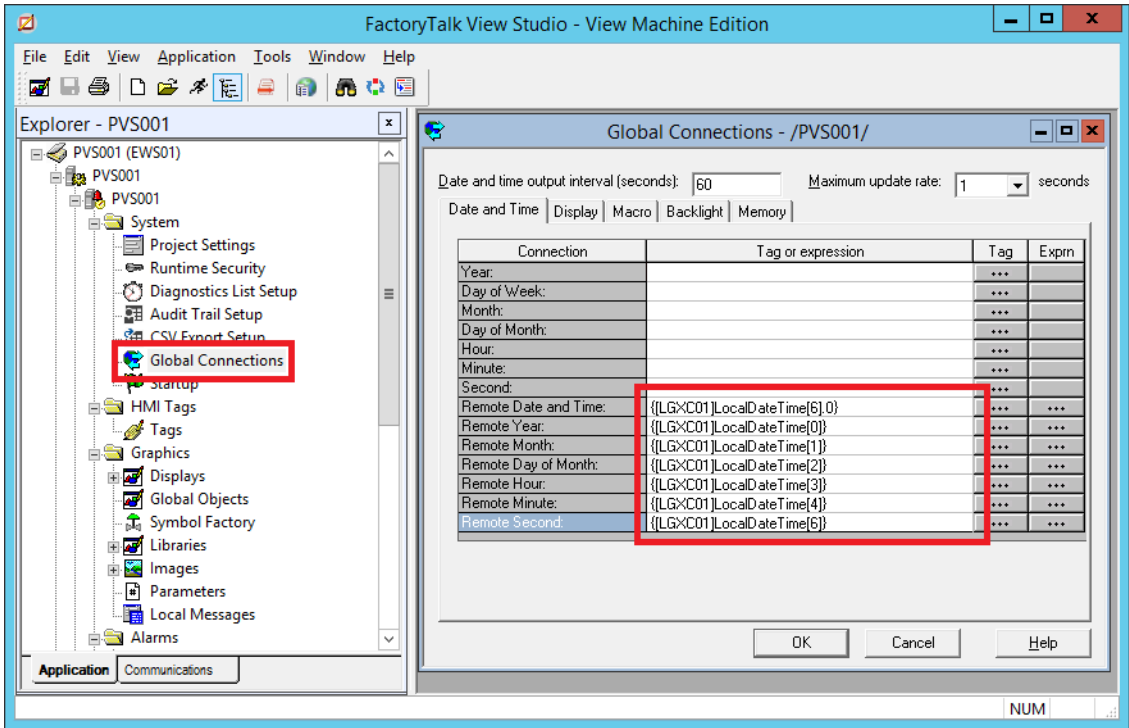 FactoryTalk View Studio - View Machine Edition
File Edit View Application Tools Window Help
Explorer - PVS001
PVS001 (EWS01)
PVS001
PVS001
System
Project Settings
Runtime Security
Diagnostics List Setup
Audit Trail Setup
CSV Export Setup
Global Connections
Startup
HMI Tags
Tags
Graphics
Displays
Global Objects
Symbol Factory
Libraries
Images
Parameters
Local Messages
Alarms
Application Communications
Global Connections - /PVS001/
Date and time output interval (seconds): 60 Maximum update rate: 1 seconds
Date and Time Display Macro Backlight Memory
Connection Tag or expression Tag Exprn
Year: ...
Day of Week: ...
Month: ...
Day of Month: ...
Hour: ...
Minute: ...
Second: ...
Remote Date and Time: {[LGXC01]LocalDateTime[6].0} ... ...
Remote Year: {[LGXC01]LocalDateTime[0]} ... ...
Remote Month: {[LGXC01]LocalDateTime[1]} ... ...
Remote Day of Month: {[LGXC01]LocalDateTime[2]} ... ...
Remote Hour: {[LGXC01]LocalDateTime[3]} ... ...
Remote Minute: {[LGXC01]LocalDateTime[4]} ... ...
Remote Second: {[LGXC01]LocalDateTime[6]} ... ...
OK Cancel Help
NUM